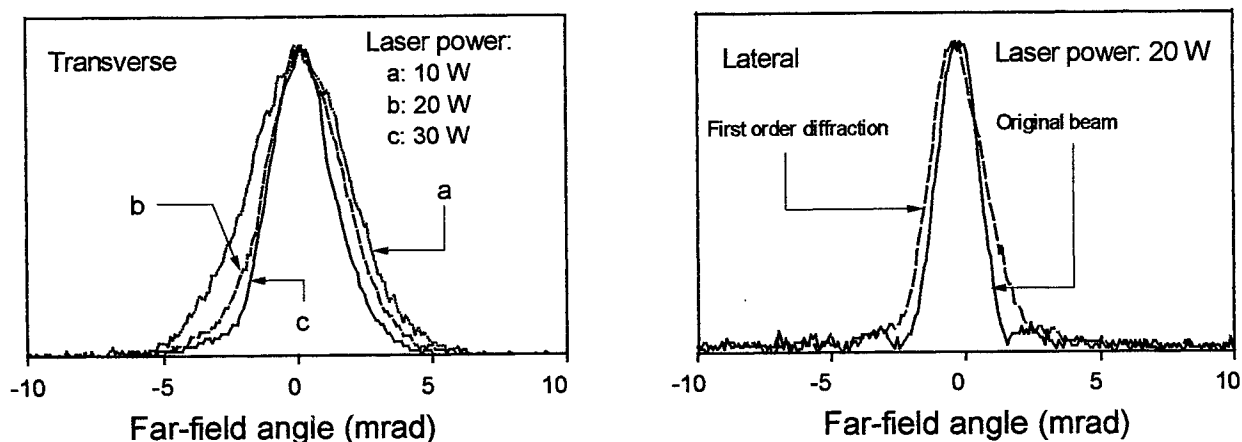 Transverse
Laser power:
a: 10 W
b: 20 W
c: 30 W
b
a
c
-10 -5 0 5 10
Far-field angle (mrad)
Lateral
Laser power: 20 W
First order diffraction
Original beam
-10 -5 0 5 10
Far-field angle (mrad)